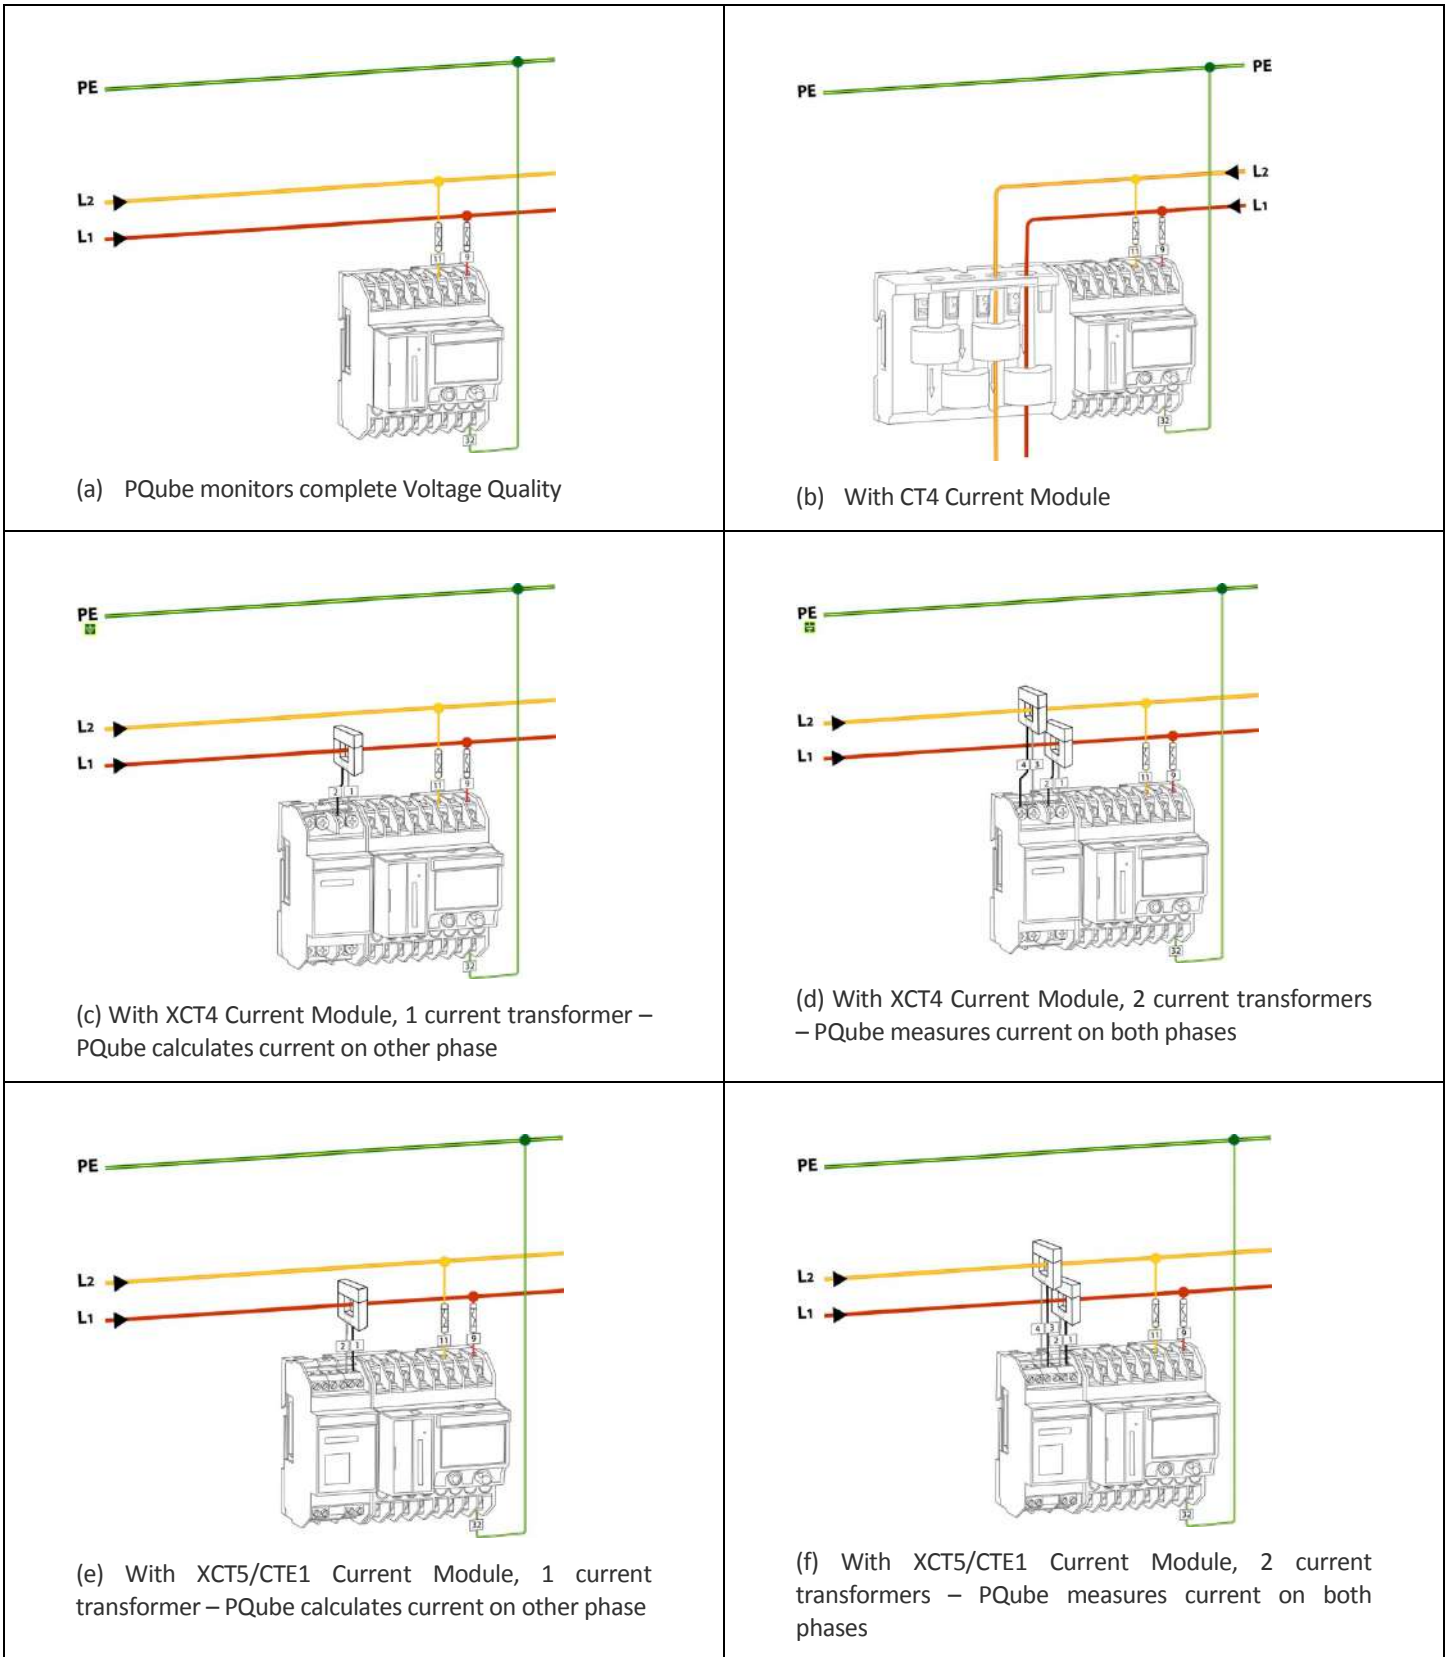 PE
L2
L1
11
9
32
(a) PQube monitors complete Voltage Quality
PE
PE
L2
L1
11
9
32
(b) With CT4 Current Module
PE
L2
L1
2 1
11
9
32
(c) With XCT4 Current Module, 1 current transformer –
PQube calculates current on other phase
PE
L2
L1
4 3
2 1
11
9
32
(d) With XCT4 Current Module, 2 current transformers
– PQube measures current on both phases
PE
L2
L1
2 1
11
9
32
(e) With XCT5/CTE1 Current Module, 1 current
transformer – PQube calculates current on other phase
PE
L2
L1
4 3
2 1
11
9
32
(f) With XCT5/CTE1 Current Module, 2 current
transformers – PQube measures current on both
phases